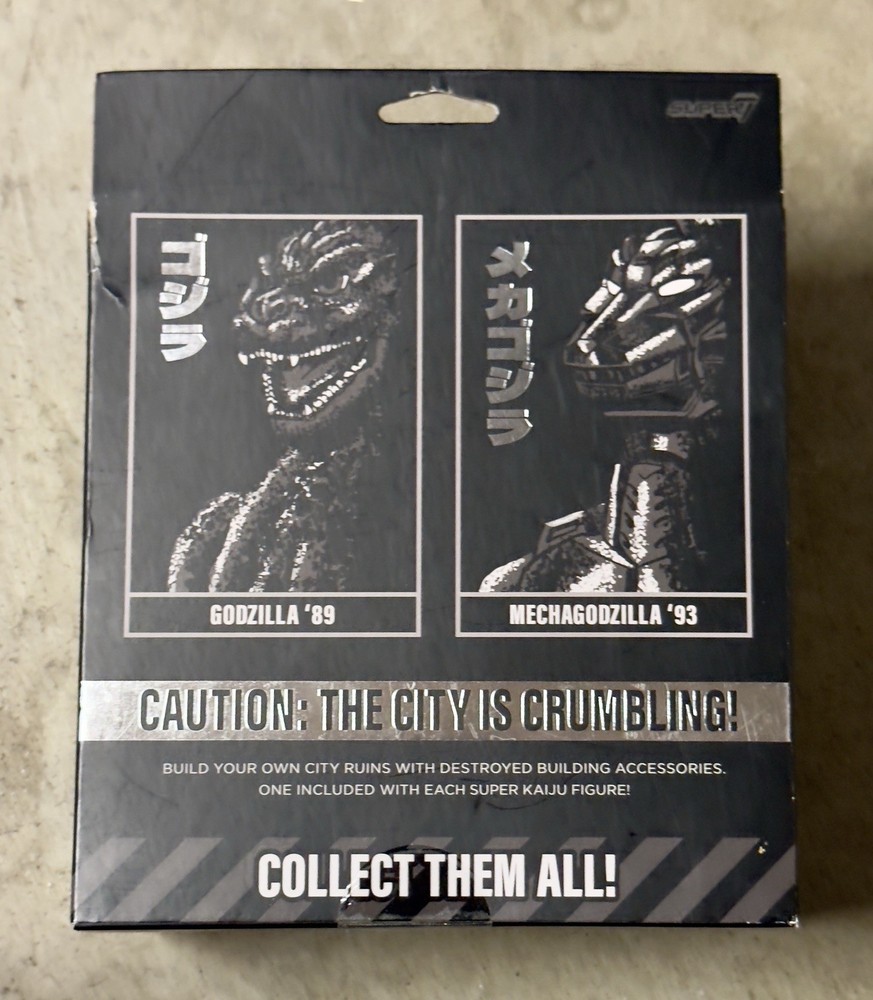 SUPER7
ゴジラ
メカゴジラ
GODZILLA ‘89
MECHAGODZILLA ‘93
CAUTION: THE CITY IS CRUMBLING!
BUILD YOUR OWN CITY RUINS WITH DESTROYED BUILDING ACCESSORIES.
ONE INCLUDED WITH EACH SUPER KAIJU FIGURE!
COLLECT THEM ALL!